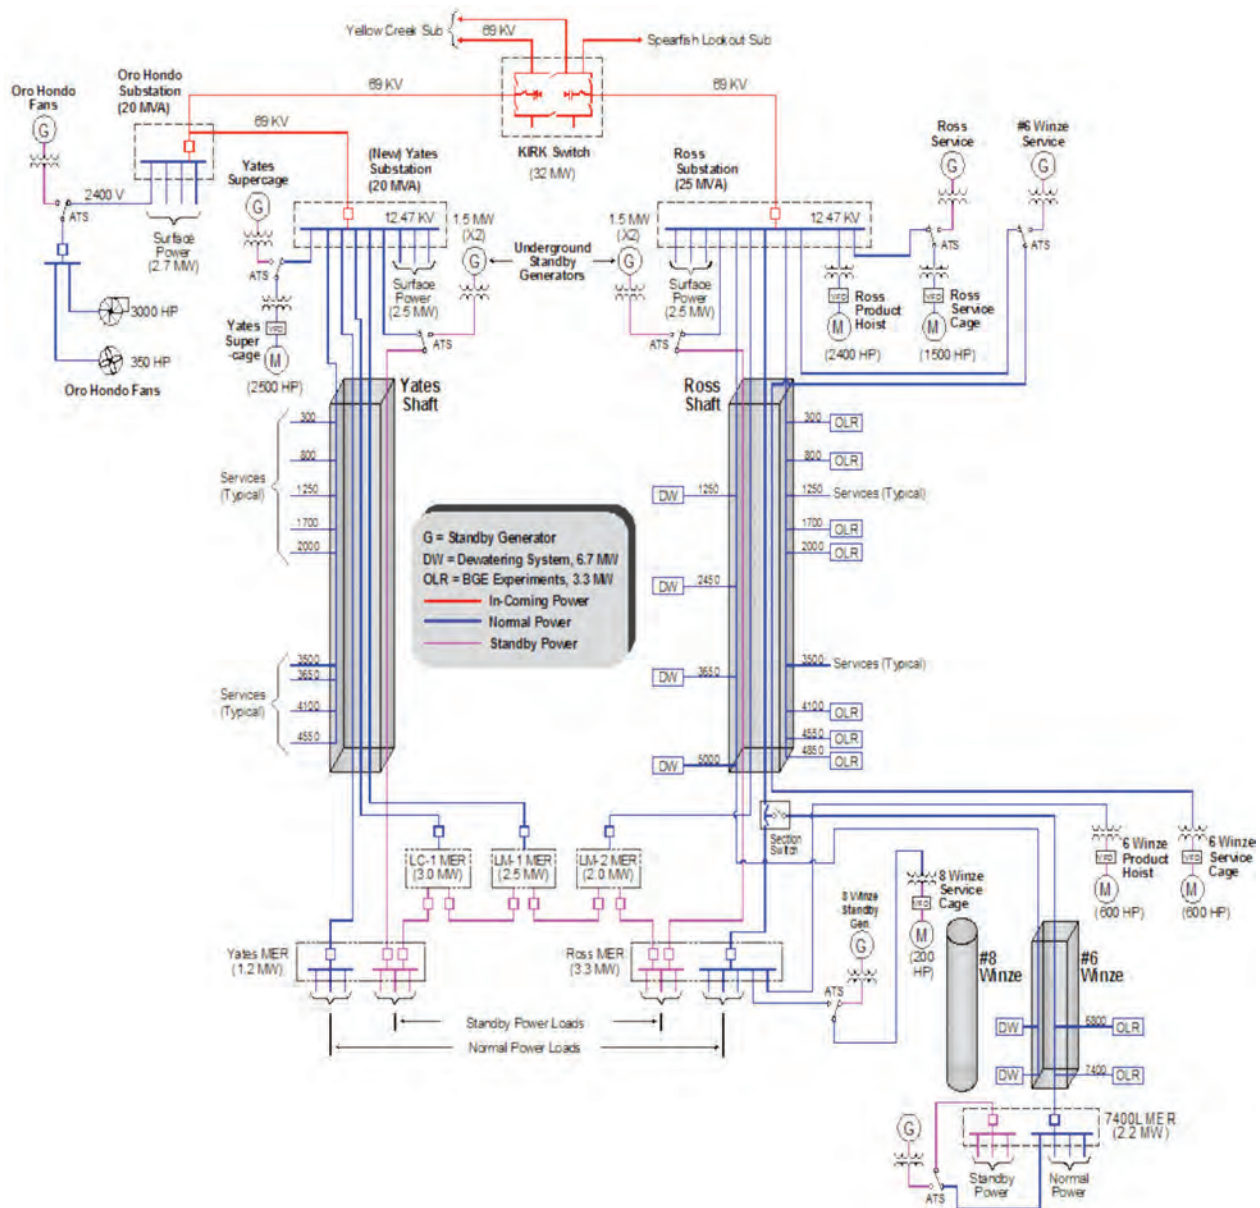 Yellow Creek Sub
69 KV
Spearfish Lockout Sub
Oro Hondo
Substation
(20 MVA)
Oro Hondo
Fans
G
69 KV
69 KV
69 KV
KIRK Switch
(32 MW)
Ross
Service
G
#6 Winze
Service
G
Yates
Supercage
G
(New) Yates
Substation
(20 MVA)
Ross
Substation
(25 MVA)
2400 V
ATS
Surface
Power
(2.7 MW)
12.47 KV
1.5 MW
(X2)
G
Underground
Standby
Generators
1.5 MW
(X2)
G
12.47 KV
ATS
ATS
ATS
Surface
Power
(2.5 MW)
Surface
Power
(2.5 MW)
3000 HP
350 HP
Oro Hondo Fans
VFD
M
Yates
Super
-cage
(2500 HP)
ATS
ATS
VFD
M
Ross
Product
Hoist
(2400 HP)
VFD
M
Ross
Service
Cage
(1500 HP)
Yates
Shaft
Ross
Shaft
Services
(Typical)
300
800
1250
1700
2000
DW 1250
DW 2450
DW 3650
DW 5000
300 OLR
800 OLR
1250 Services (Typical)
1700 OLR
2000 OLR
3500 Services (Typical)
4100 OLR
4550 OLR
4850 OLR
G = Standby Generator
DW = Dewatering System, 6.7 MW
OLR = BGE Experiments, 3.3 MW
In-Coming Power
Normal Power
Standby Power
Services
(Typical)
3500
3650
4100
4550
LC-1 MER
(3.0 MW)
LM-1 MER
(2.5 MW)
LM-2 MER
(2.0 MW)
Section
Switch
8 Winze
Service
Cage
VFD
M
(200
HP)
VFD
M
6 Winze
Product
Hoist
(600 HP)
VFD
M
6 Winze
Service
Cage
(600 HP)
8 Winze
Standby
Gen.
G
ATS
Yates MER
(1.2 MW)
Ross MER
(3.3 MW)
Standby Power Loads
Normal Power Loads
#8
Winze
#6
Winze
DW
6800 OLR
DW
7400 OLR
7400L MER
(2.2 MW)
G
ATS
Standby
Power
Normal
Power